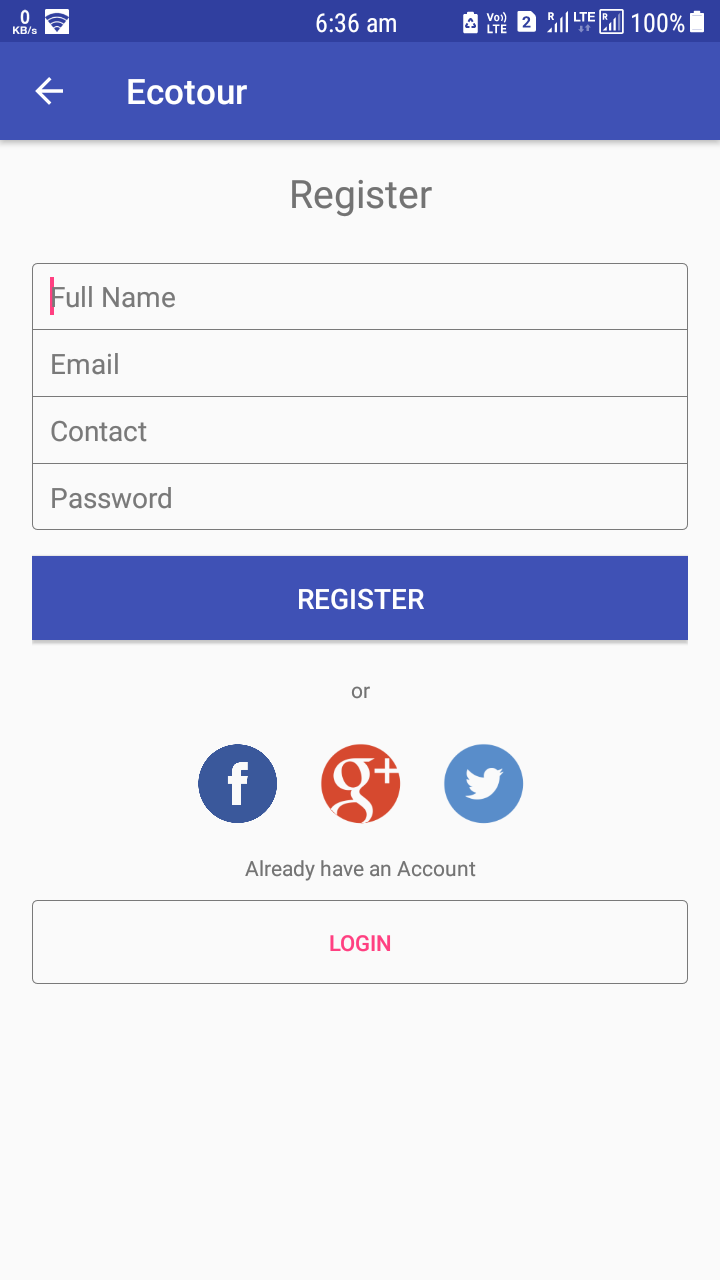 0
KB/s
6:36 am
Vo))
LTE
2
R
LTE
R
100%
Ecotour
Register
Full Name
Email
Contact
Password
REGISTER
or
f
g+
Already have an Account
LOGIN